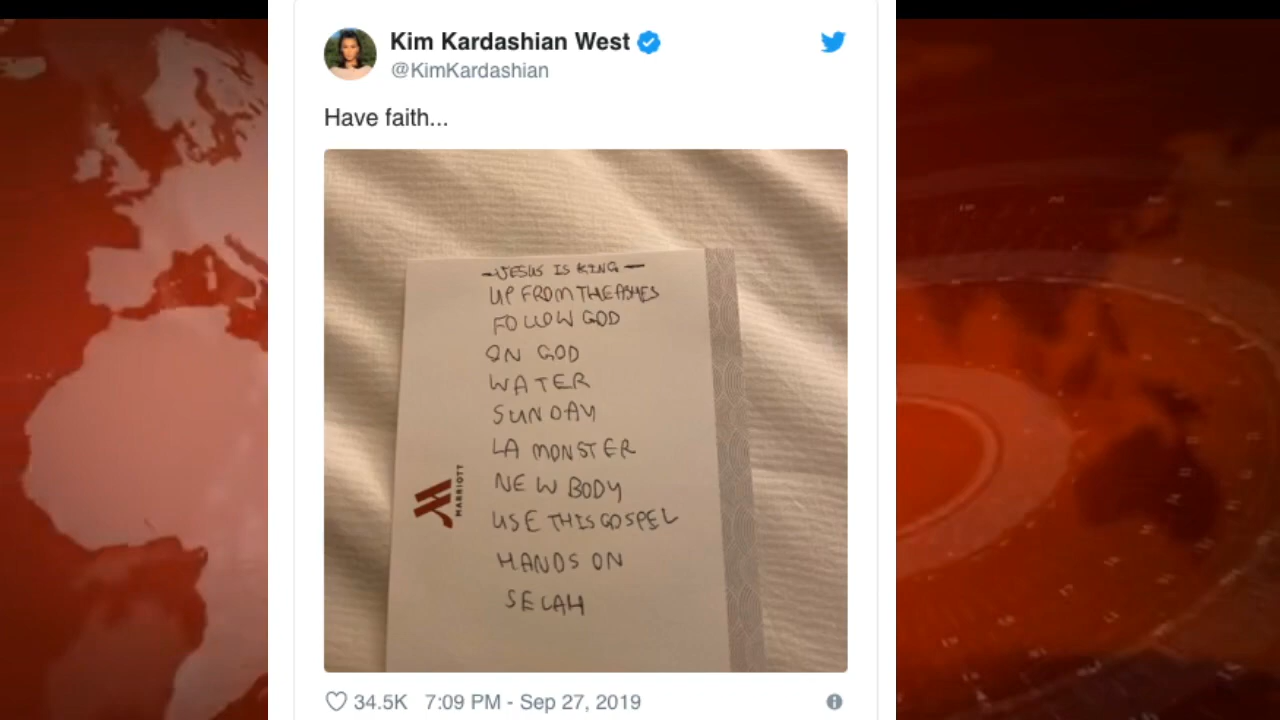 Kim Kardashian West
@KimKardashian
Have faith...
-JESUS IS KING-
UP FROM THE ASHES
FOLLOW GOD
ON GOD
WATER
SUNDAY
LA MONSTER
NEW BODY
USE THIS GOSPEL
HANDS ON
SELAH
MARRIOTT
34.5K 7:09 PM - Sep 27, 2019